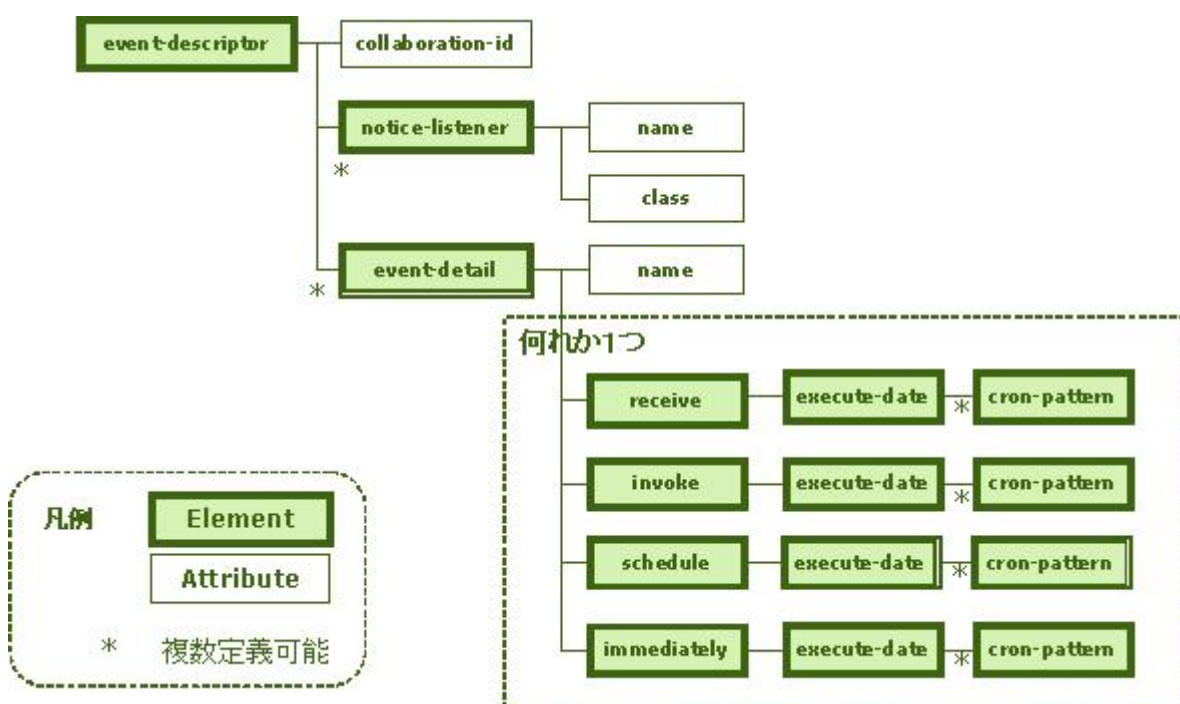 event-descriptor
collaboration-id
notice-listener
name
*
class
event-detail
name
*
何れか1つ
receive
execute-date
*
cron-pattern
invoke
execute-date
*
cron-pattern
schedule
execute-date
*
cron-pattern
immediately
execute-date
*
cron-pattern
凡例
Element
Attribute
* 複数定義可能